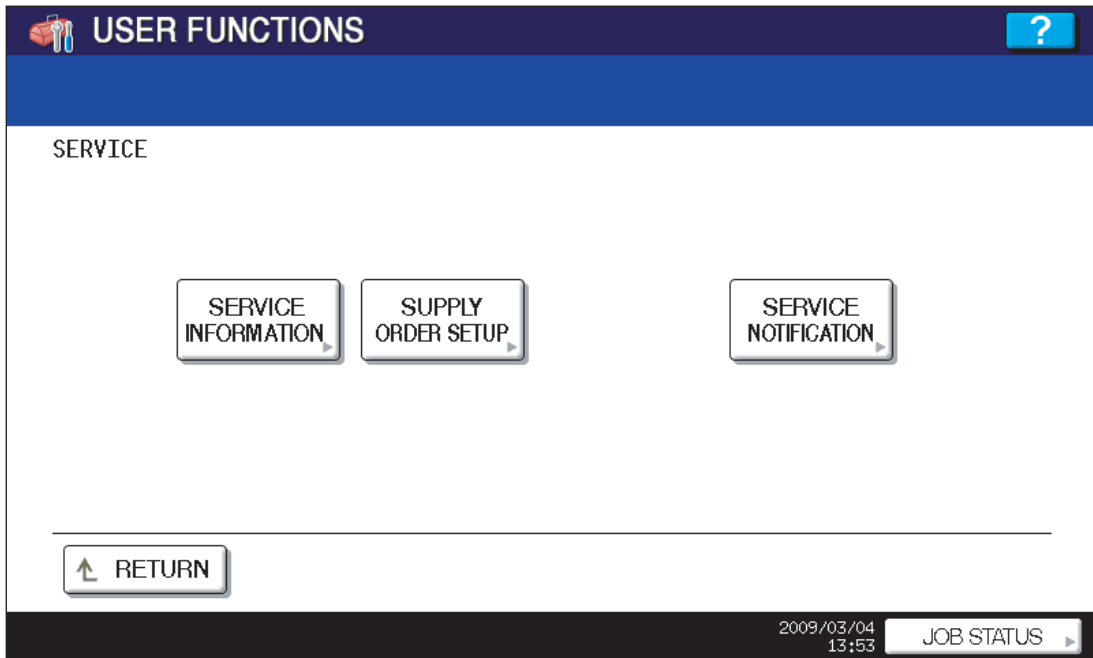 USER FUNCTIONS
?
SERVICE
SERVICE
INFORMATION
SUPPLY
ORDER SETUP
SERVICE
NOTIFICATION
RETURN
2009/03/04
13:53
JOB STATUS